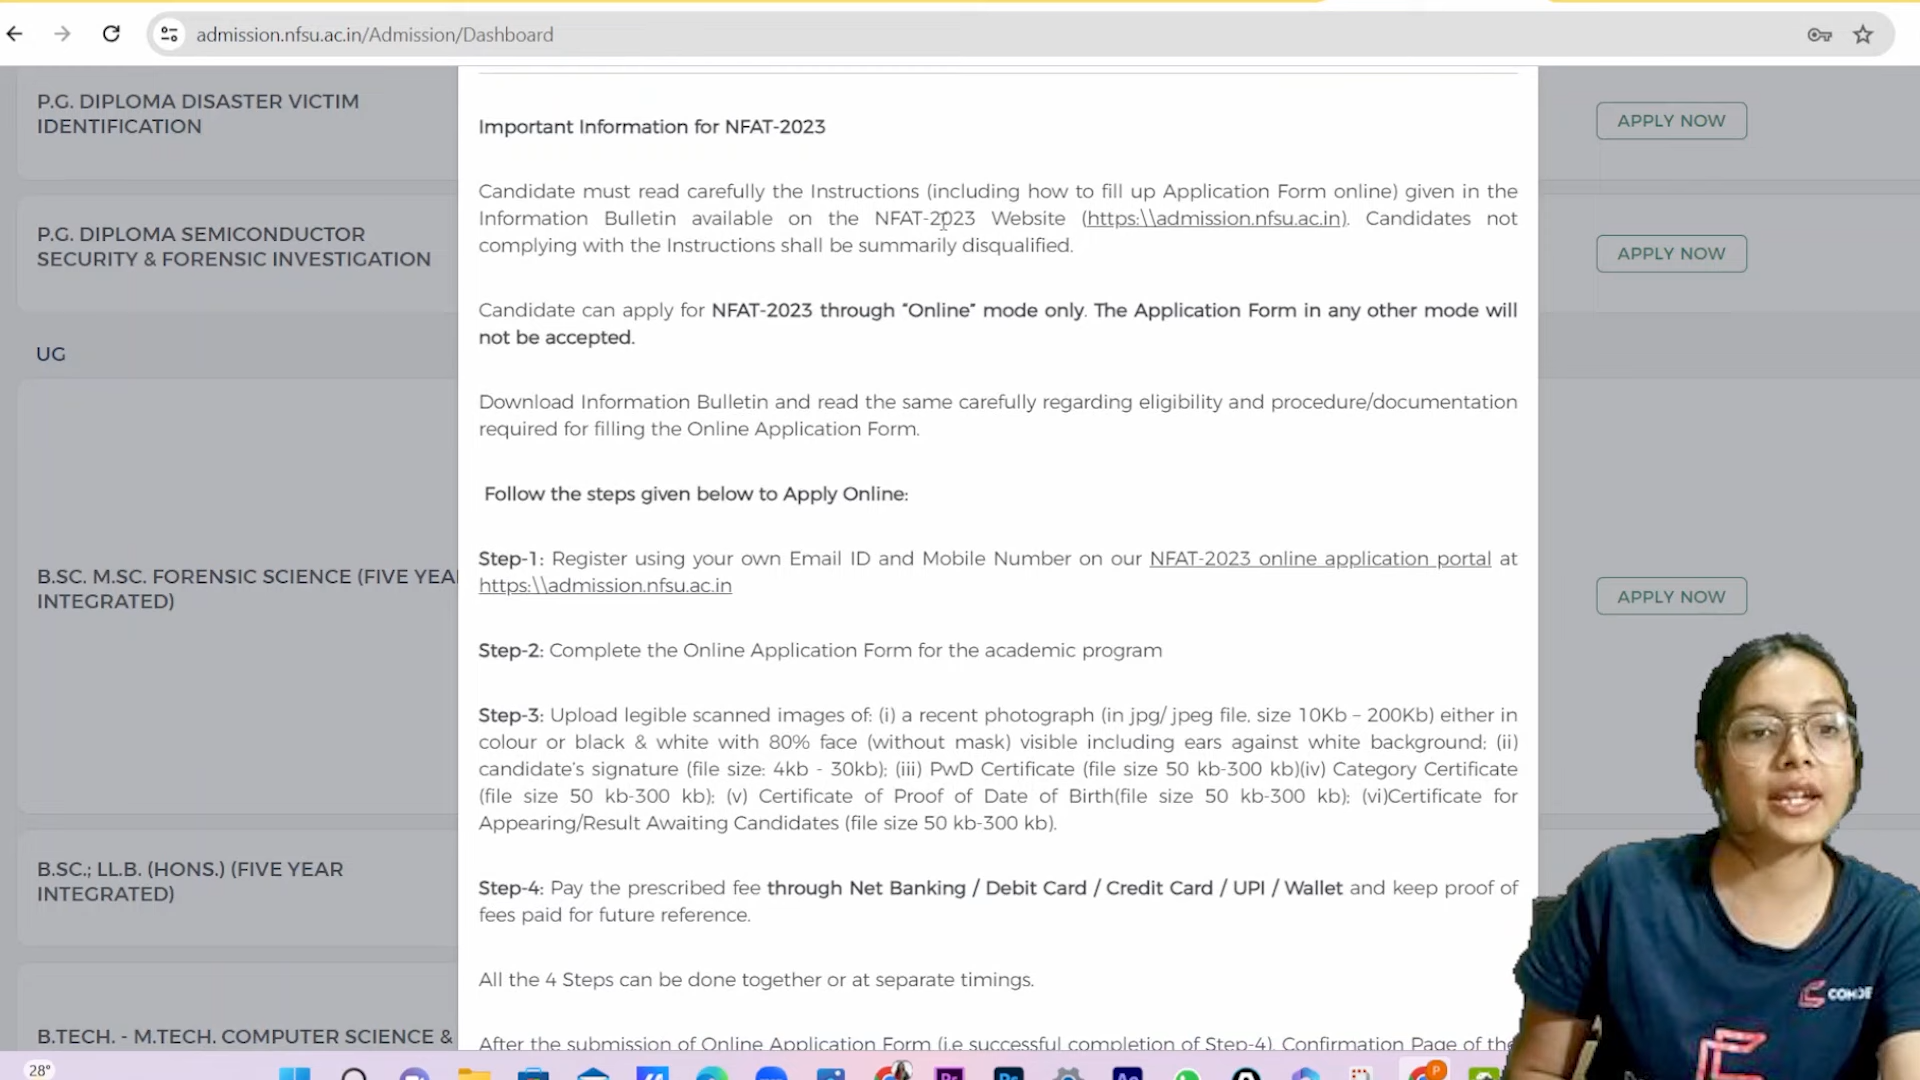 admission.nfsu.ac.in/Admission/Dashboard
P.G. DIPLOMA DISASTER VICTIM
IDENTIFICATION
APPLY NOW
P.G. DIPLOMA SEMICONDUCTOR
SECURITY & FORENSIC INVESTIGATION
APPLY NOW
UG
B.SC. M.SC. FORENSIC SCIENCE (FIVE YEA
INTEGRATED)
APPLY NOW
B.SC.; LL.B. (HONS.) (FIVE YEAR
INTEGRATED)
B.TECH. - M.TECH. COMPUTER SCIENCE &
Important Information for NFAT-2023
Candidate must read carefully the Instructions (including how to fill up Application Form online) given in the
Information Bulletin available on the NFAT-2023 Website (https:\\admission.nfsu.ac.in). Candidates not
complying with the Instructions shall be summarily disqualified.
Candidate can apply for NFAT-2023 through "Online" mode only. The Application Form in any other mode will
not be accepted.
Download Information Bulletin and read the same carefully regarding eligibility and procedure/documentation
required for filling the Online Application Form.
Follow the steps given below to Apply Online:
Step-1: Register using your own Email ID and Mobile Number on our NFAT-2023 online application portal at
https:\\admission.nfsu.ac.in
Step-2: Complete the Online Application Form for the academic program
Step-3: Upload legible scanned images of: (i) a recent photograph (in jpg/ jpeg file, size 10Kb – 200Kb) either in
colour or black & white with 80% face (without mask) visible including ears against white background; (ii)
candidate's signature (file size: 4kb - 30kb); (iii) PwD Certificate (file size 50 kb-300 kb)(iv) Category Certificate
(file size 50 kb-300 kb); (v) Certificate of Proof of Date of Birth(file size 50 kb-300 kb); (vi)Certificate for
Appearing/Result Awaiting Candidates (file size 50 kb-300 kb).
Step-4: Pay the prescribed fee through Net Banking / Debit Card / Credit Card / UPI / Wallet and keep proof of
fees paid for future reference.
All the 4 Steps can be done together or at separate timings.
After the submission of Online Application Form (i.e successful completion of Step-4), Confirmation Page of the
28°